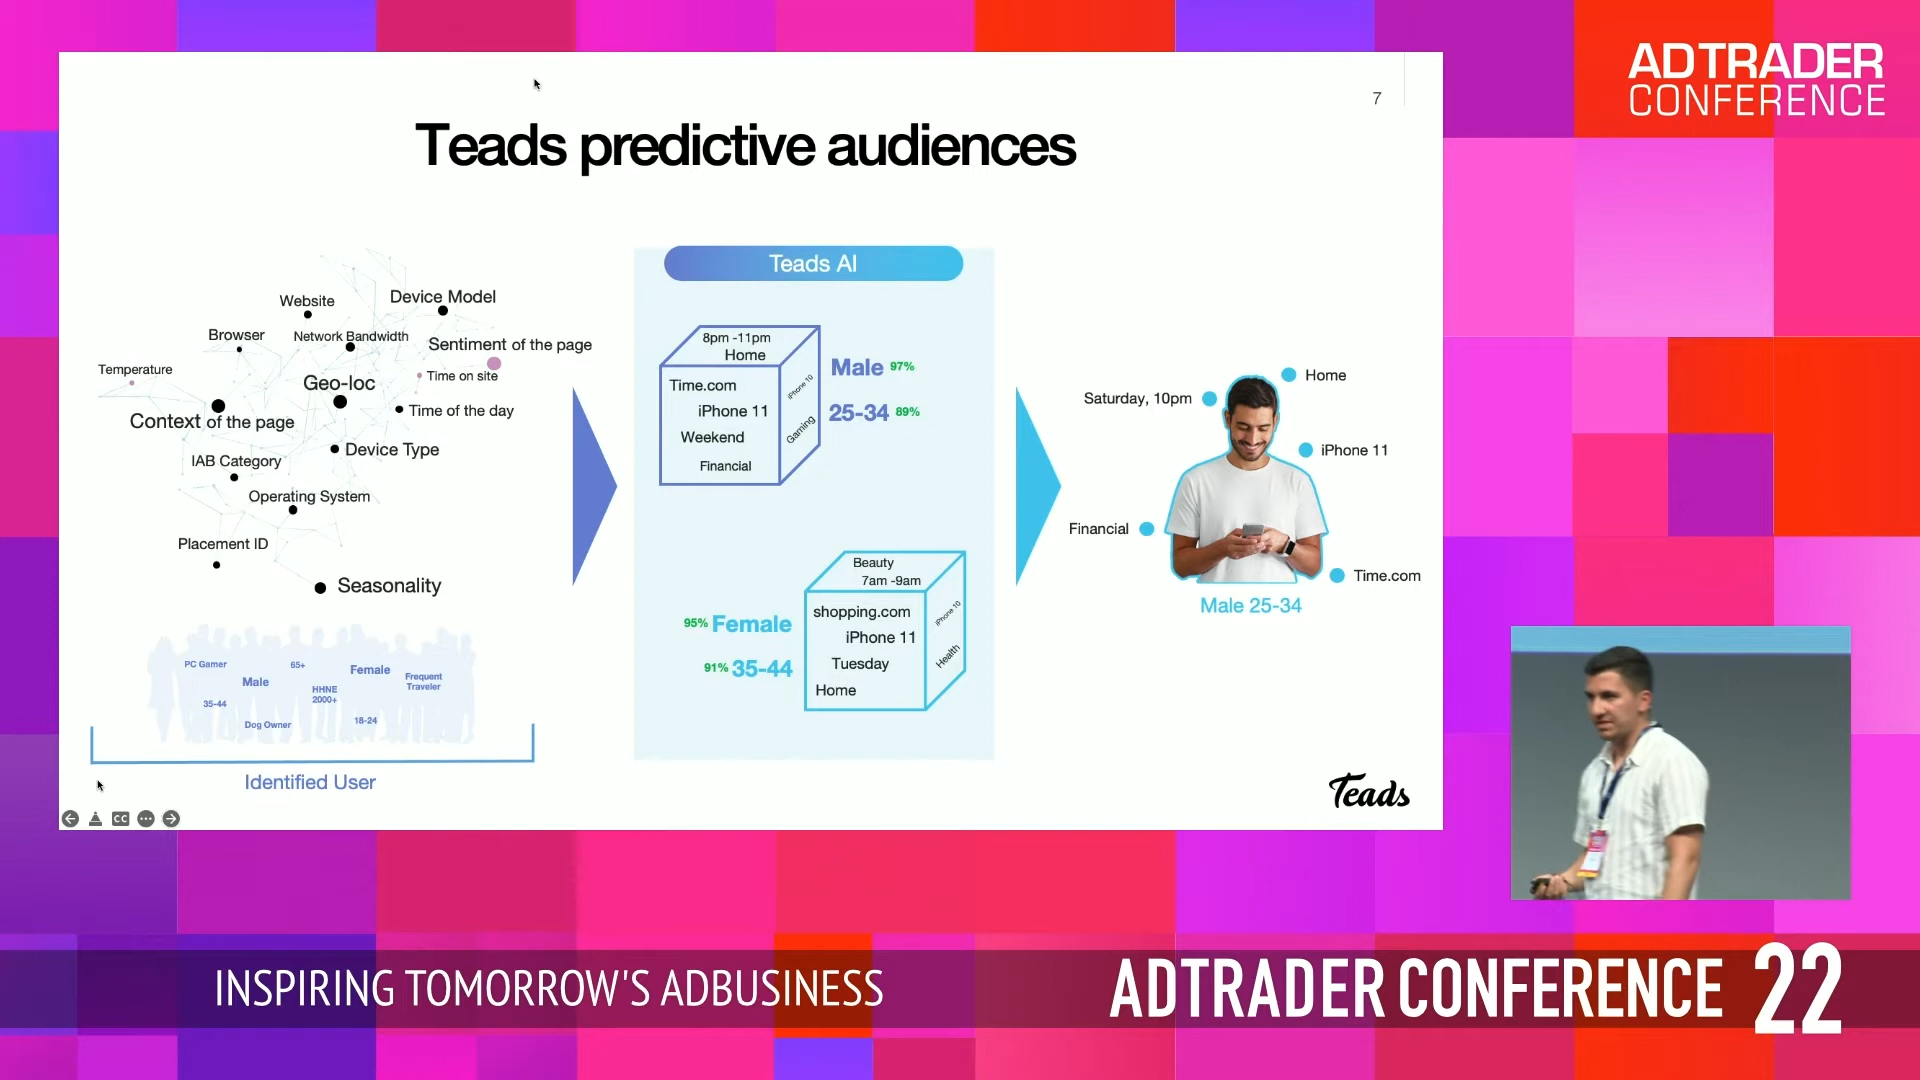 ADTRADER
CONFERENCE
7
Teads predictive audiences
Website
Device Model
Browser
Network Bandwidth
Sentiment of the page
Temperature
Time on site
Geo-loc
Time of the day
Context of the page
Device Type
IAB Category
Operating System
Placement ID
Seasonality
PC Gamer
65+
Female
Male
Frequent
Traveler
HHNE
2000+
35-44
18-24
Dog Owner
Identified User
Teads AI
8pm -11pm
Home
Time.com
iPhone 11
Weekend
Financial
iPhone 10
Gaming
Male 97%
25-34 89%
Beauty
7am -9am
shopping.com
iPhone 11
Tuesday
Home
iPhone 10
Health
95% Female
91% 35-44
Home
Saturday, 10pm
iPhone 11
Financial
Time.com
Male 25-34
Teads
CC
INSPIRING TOMORROW'S ADBUSINESS
ADTRADER CONFERENCE 22